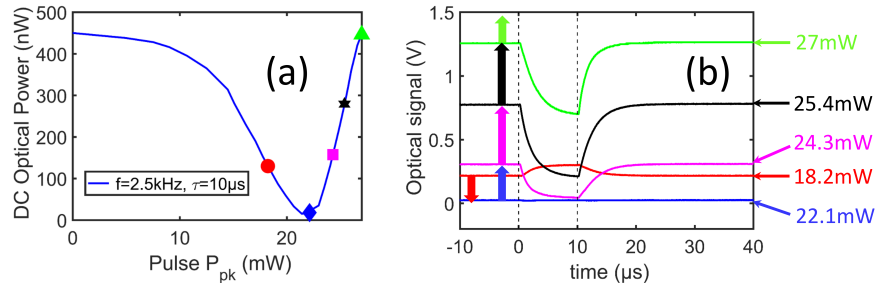 DC Optical Power (nW)
500
400
300
200
100
0
(a)
f=2.5kHz, τ=10µs
0
10
20
Pulse Ppk (mW)
Optical signal (V)
1.5
1
0.5
0
(b)
-10
0
10
20
30
40
time (µs)
27mW
25.4mW
24.3mW
18.2mW
22.1mW